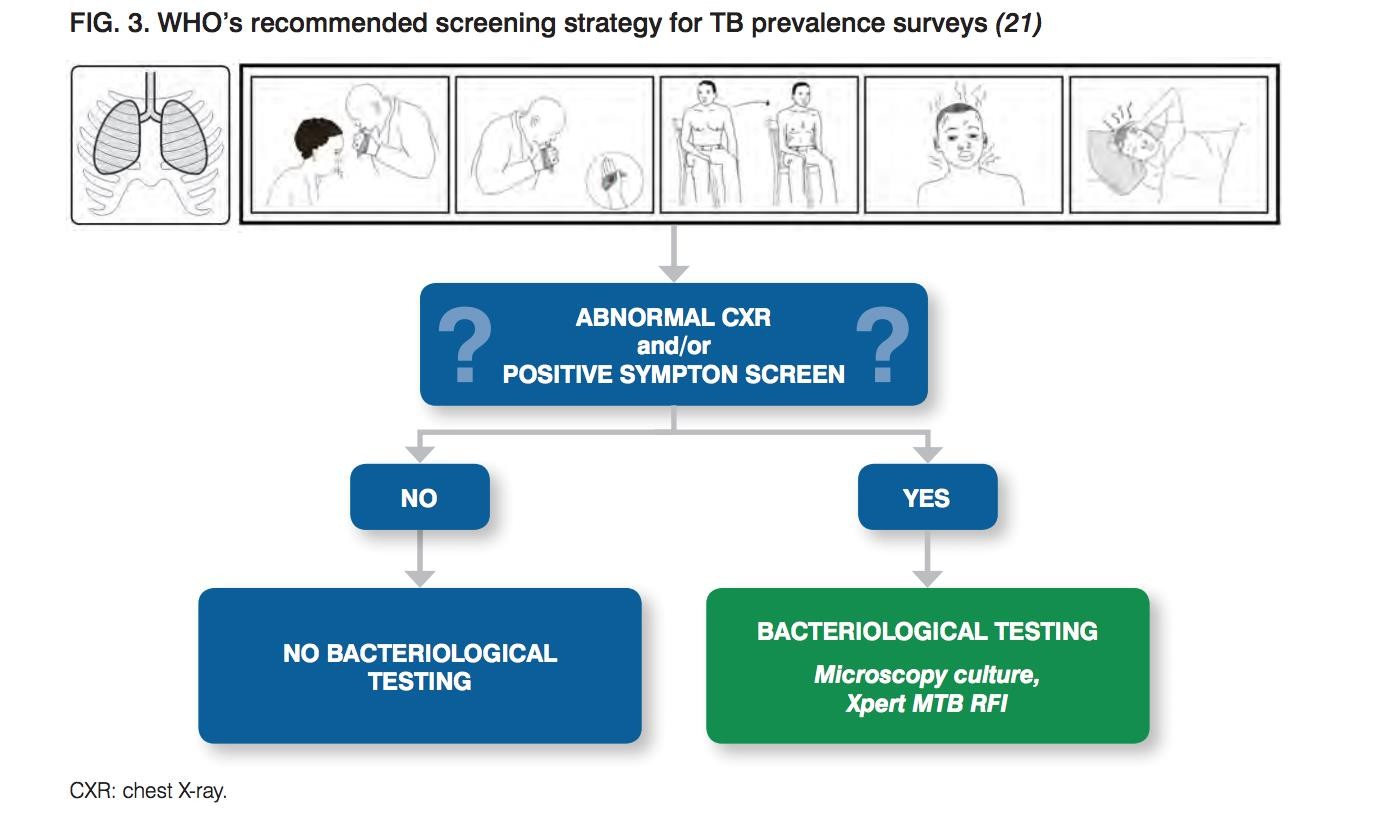 FIG. 3. WHO's recommended screening strategy for TB prevalence surveys (21)
? ABNORMAL CXR ?
and/or
POSITIVE SYMPTON SCREEN
NO
YES
NO BACTERIOLOGICAL
TESTING
BACTERIOLOGICAL TESTING
Microscopy culture,
Xpert MTB RFI
CXR: chest X-ray.